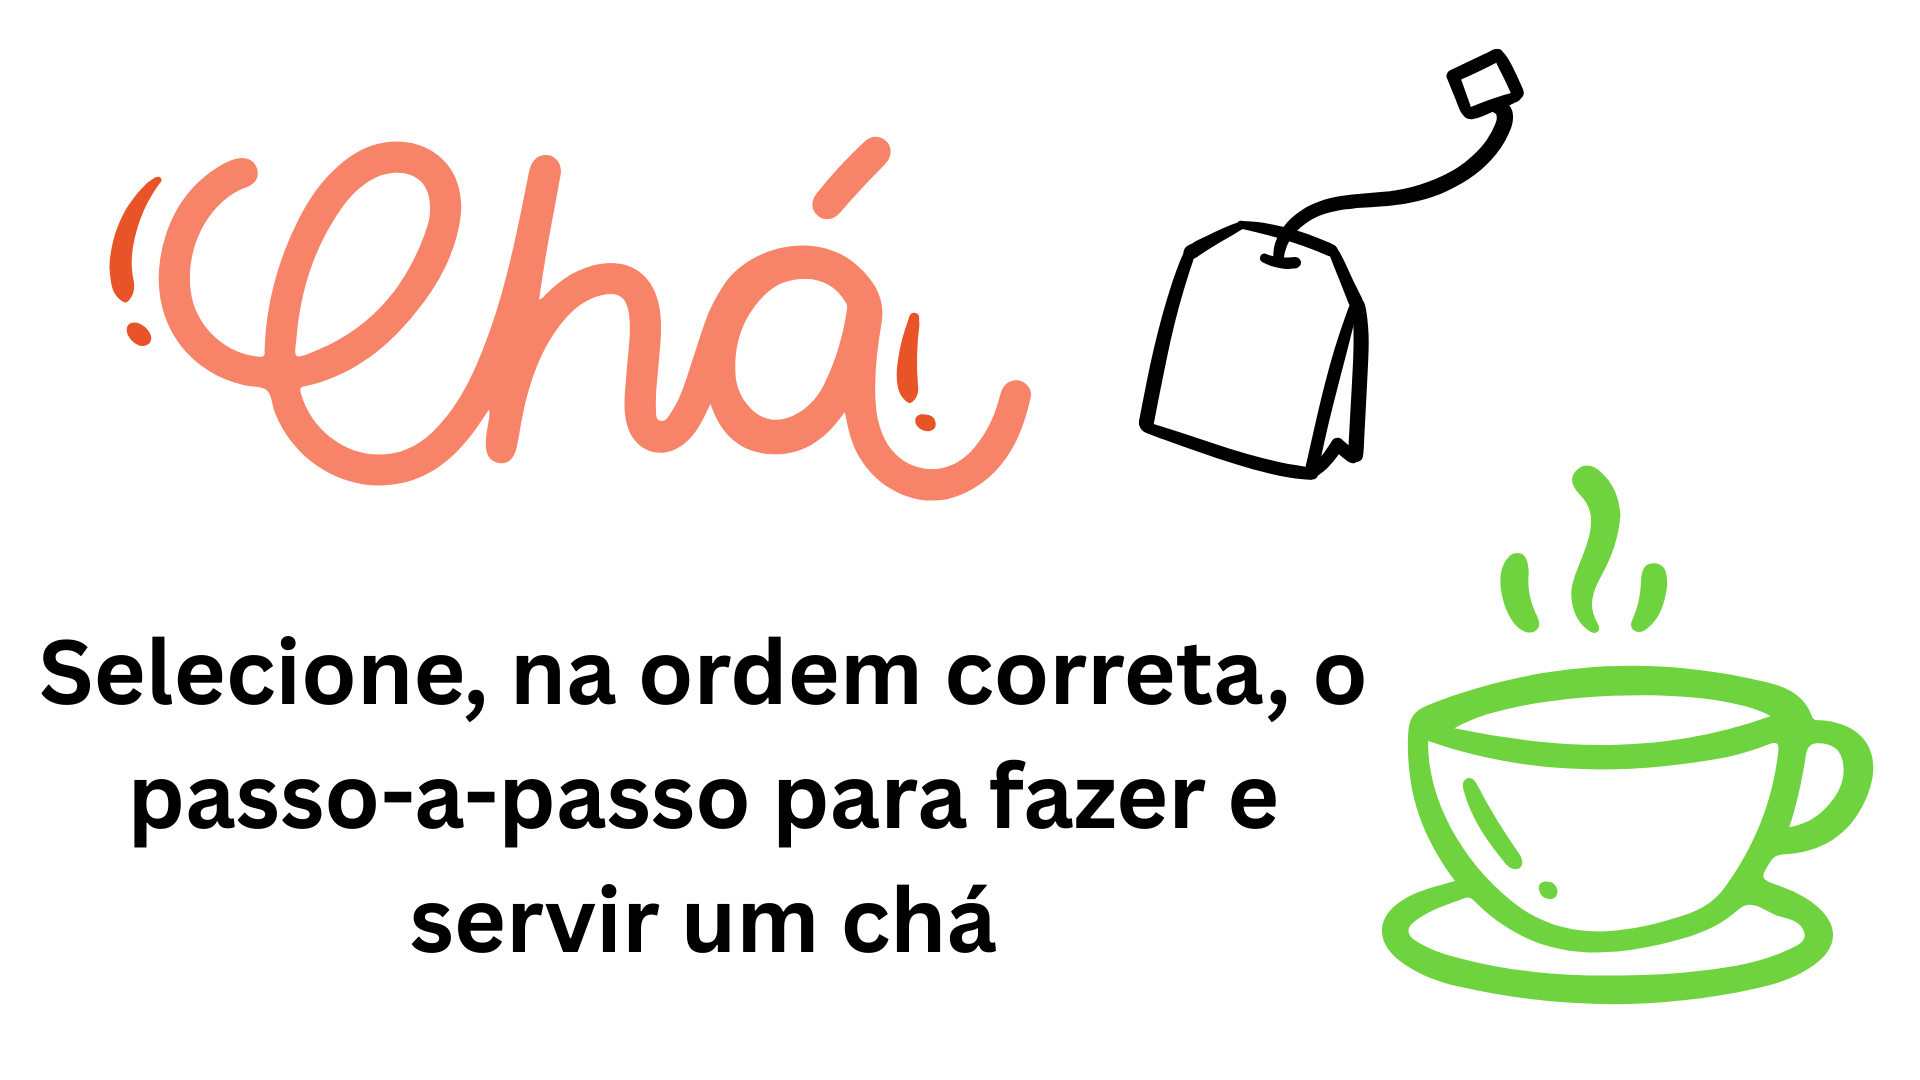 Chá
Selecione, na ordem correta, o
passo-a-passo para fazer e
servir um chá